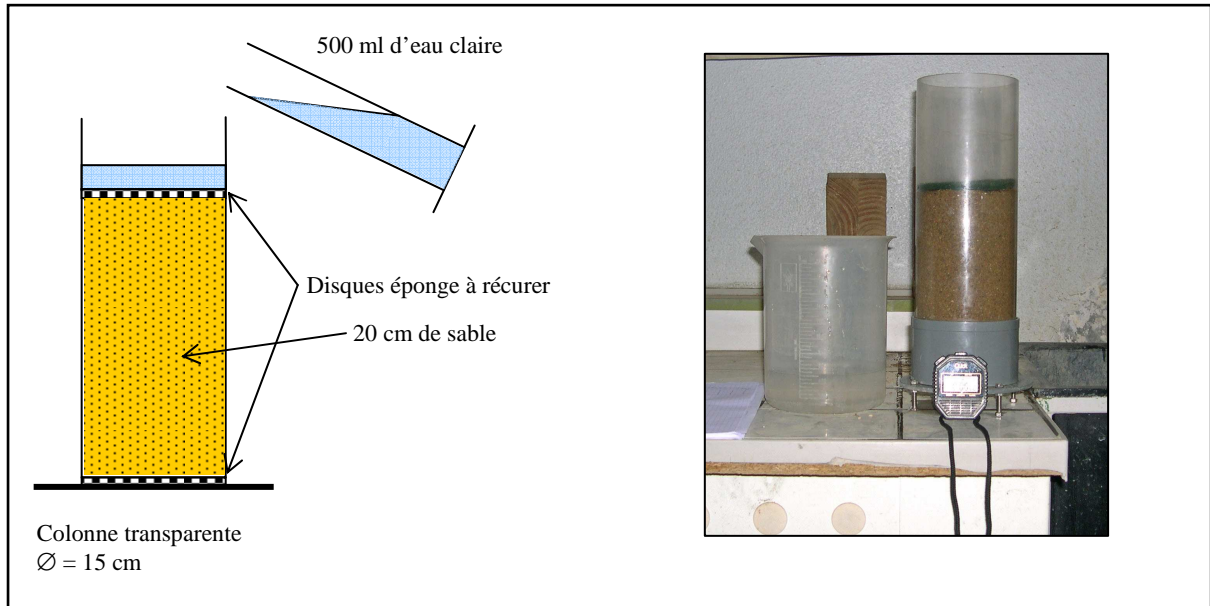 500 ml d'eau claire
Disques éponge à récurer
20 cm de sable
Colonne transparente
∅ = 15 cm